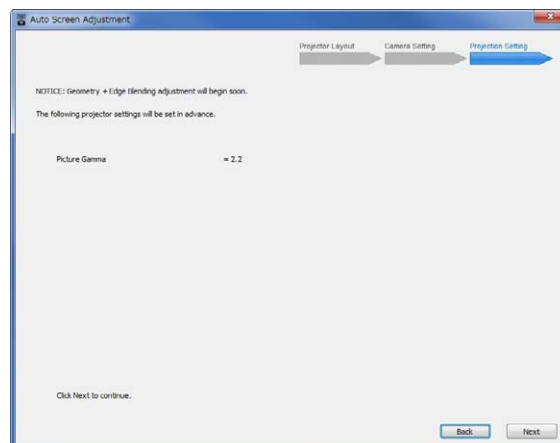 Auto Screen Adjustment
Projector Layout
Camera Setting
Projection Setting
NOTICE: Geometry + Edge Blending adjustment will begin soon.
The following projector settings will be set in advance.
Picture Gamma = 2.2
Click Next to continue.
Back
Next